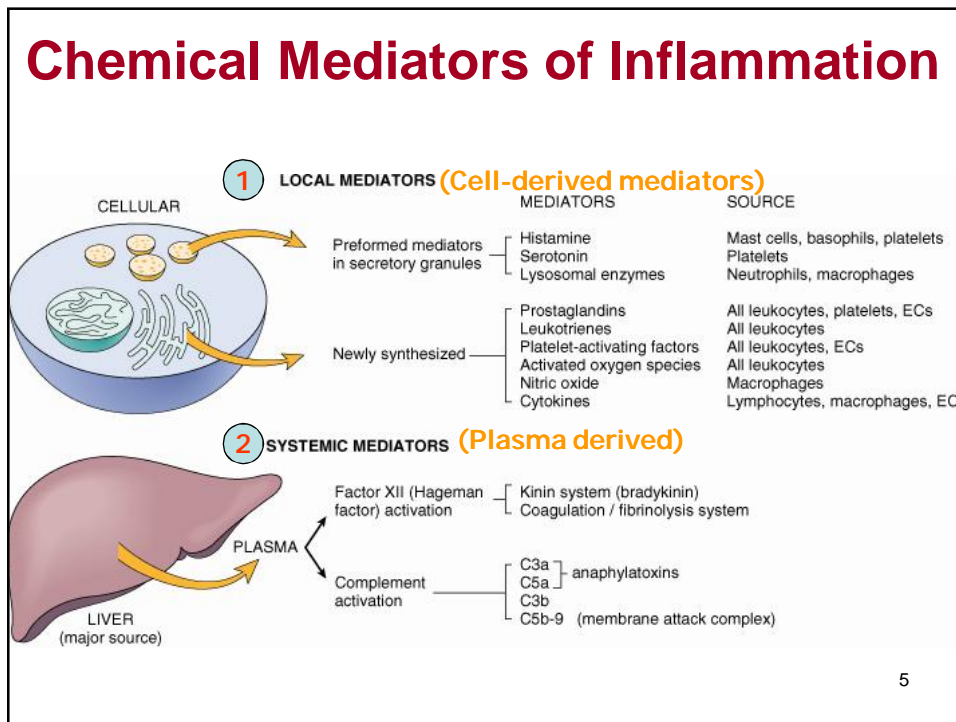 Chemical Mediators of Inflammation
1 LOCAL MEDIATORS (Cell-derived mediators)
CELLULAR
MEDIATORS SOURCE
Preformed mediators
in secretory granules
Histamine Mast cells, basophils, platelets
Serotonin Platelets
Lysosomal enzymes Neutrophils, macrophages
Newly synthesized
Prostaglandins All leukocytes, platelets, ECs
Leukotrienes All leukocytes
Platelet-activating factors All leukocytes, ECs
Activated oxygen species All leukocytes
Nitric oxide Macrophages
Cytokines Lymphocytes, macrophages, EC
2 SYSTEMIC MEDIATORS (Plasma derived)
LIVER
(major source)
PLASMA
Factor XII (Hageman
factor) activation
Kinin system (bradykinin)
Coagulation / fibrinolysis system
Complement
activation
C3a
C5a
anaphylatoxins
C3b
C5b-9 (membrane attack complex)
5